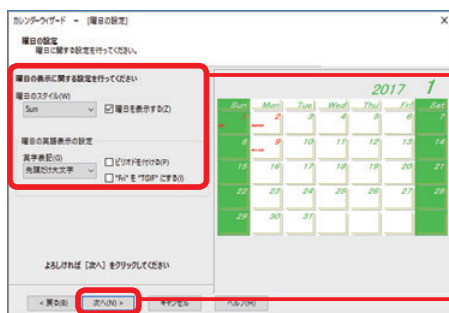 カレンダーウィザード － [曜日の設定]
曜日の設定
曜日に関する設定を行ってください。
曜日の表示に関する設定を行ってください
曜日のスタイル(W)
Sun
曜日を表示する(Z)
曜日の英語表示の設定
英字表記(G)
先頭だけ大文字
ピリオドを付ける(P)
"Fri" を "TGIF" にする(I)
2017 1
Sun Mon Tue Wed Thu Fri Sat
1 2 3 4 5 6 7
8 9 10 11 12 13 14
15 16 17 18 19 20 21
22 23 24 25 26 27 28
29 30 31
よろしければ [次へ] をクリックしてください
< 戻る(B) 次へ(N) > キャンセル ヘルプ(H)